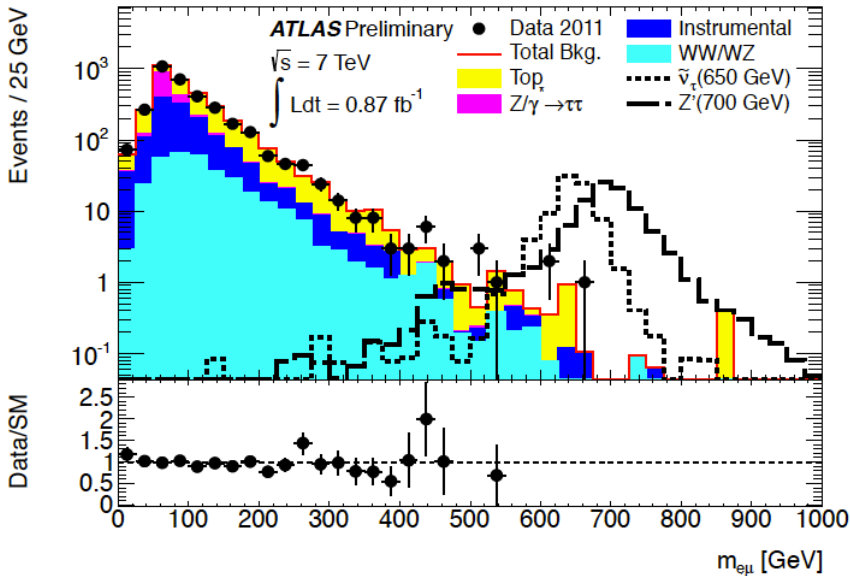 ATLAS Preliminary
√s = 7 TeV
∫ Ldt = 0.87 fb⁻¹
Data 2011
Total Bkg.
Top
Z/γ* → ττ
Instrumental
WW/WZ
ν̃τ(650 GeV)
Z'(700 GeV)
Events / 25 GeV
10³
10²
10
1
10⁻¹
Data/SM
2.5
2
1.5
1
0.5
0
0 100 200 300 400 500 600 700 800 900 1000
meμ [GeV]